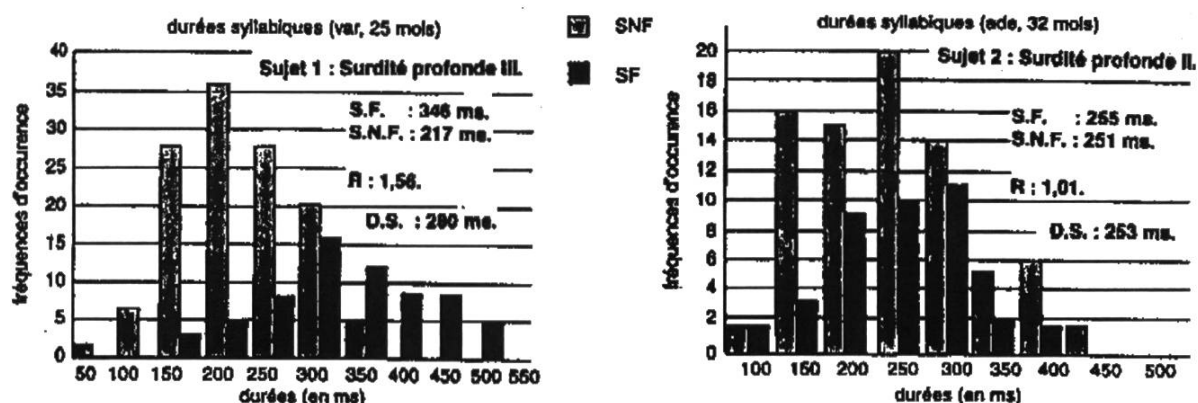 durées syllabiques (var, 25 mois)
fréquences d'occurence
40
35
30
25
20
15
10
5
0
Sujet 1 : Surdité profonde III.
S.F. : 346 ms.
S.N.F. : 217 ms.
R : 1,56.
D.S. : 280 ms.
50 100 150 200 250 300 350 400 450 500 550
durées (en ms)
SNF
SF
durées syllabiques (ade, 32 mois)
fréquences d'occurence
20
18
16
14
12
10
8
6
4
2
0
Sujet 2 : Surdité profonde II.
S.F. : 255 ms.
S.N.F. : 251 ms.
R : 1,01.
D.S. : 253 ms.
100 150 200 250 300 350 400 450 500
durées (en ms)